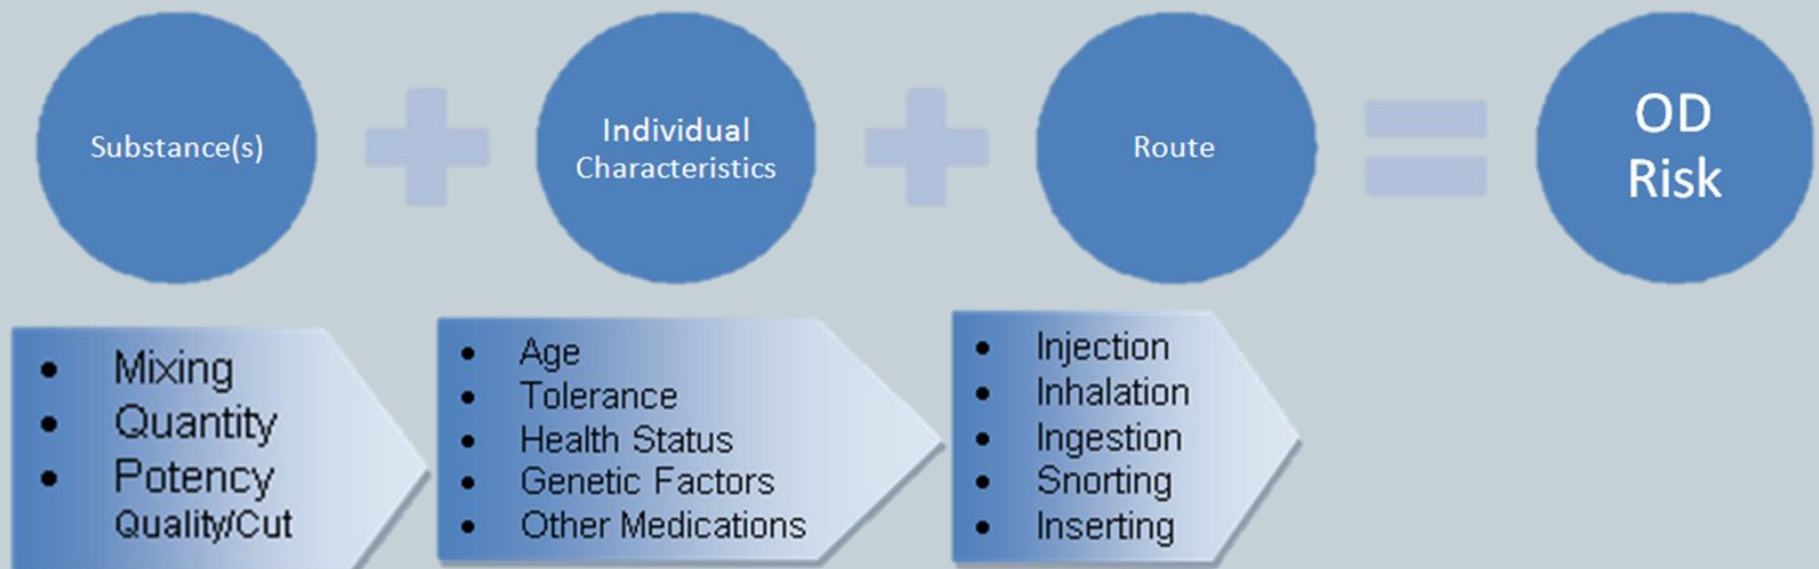 Substance(s)
Individual
Characteristics
Route
OD
Risk
• Mixing
• Quantity
• Potency
Quality/Cut
• Age
• Tolerance
• Health Status
• Genetic Factors
• Other Medications
• Injection
• Inhalation
• Ingestion
• Snorting
• Inserting